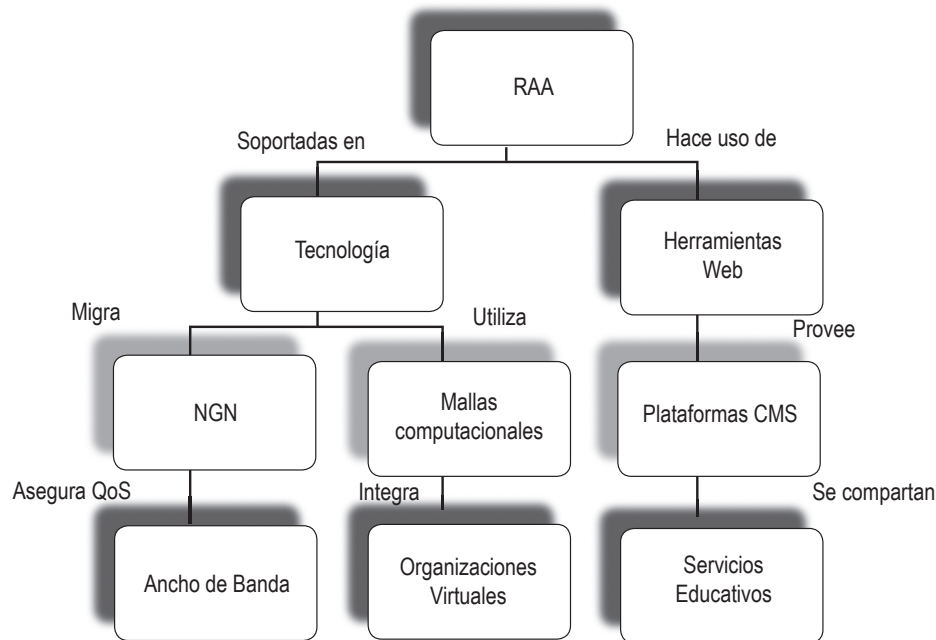 RAA
Soportadas en
Hace uso de
Tecnología
Herramientas
Web
Migra
Utiliza
Provee
NGN
Mallas
computacionales
Plataformas CMS
Asegura QoS
Integra
Se compartan
Ancho de Banda
Organizaciones
Virtuales
Servicios
Educativos